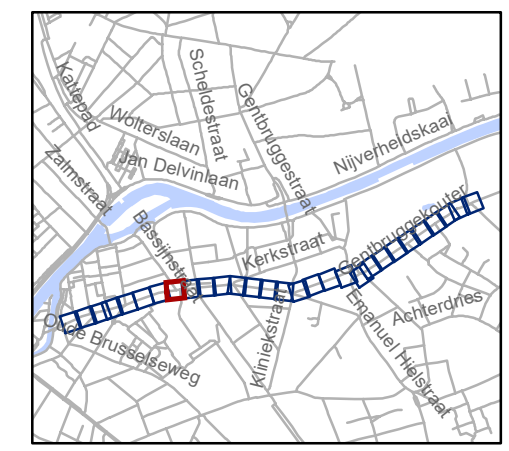 Kattepad
Scheldestraat
Gentbruggestraat
Wolterslaan
Nijverheidskaai
Zalmstraat
Jan Delvinlaan
Bassijnstraat
Gentbruggekouter
Kerkstraat
Achterdries
Oude Brusselseweg
Kliniekstraat
Emanuel Hielstraat